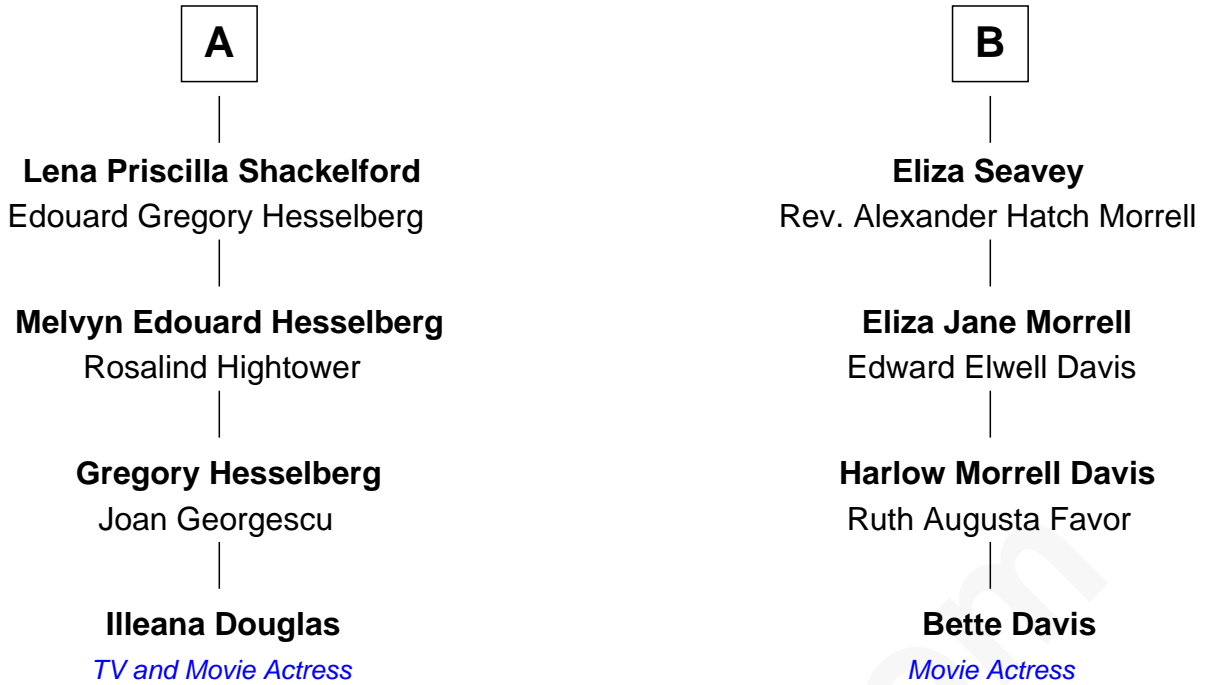 A
Lena Priscilla Shackelford
Edouard Gregory Hesselberg
Melvyn Edouard Hesselberg
Rosalind Hightower
Gregory Hesselberg
Joan Georgescu
Illeana Douglas
TV and Movie Actress
B
Eliza Seavey
Rev. Alexander Hatch Morrell
Eliza Jane Morrell
Edward Elwell Davis
Harlow Morrell Davis
Ruth Augusta Favor
Bette Davis
Movie Actress
om